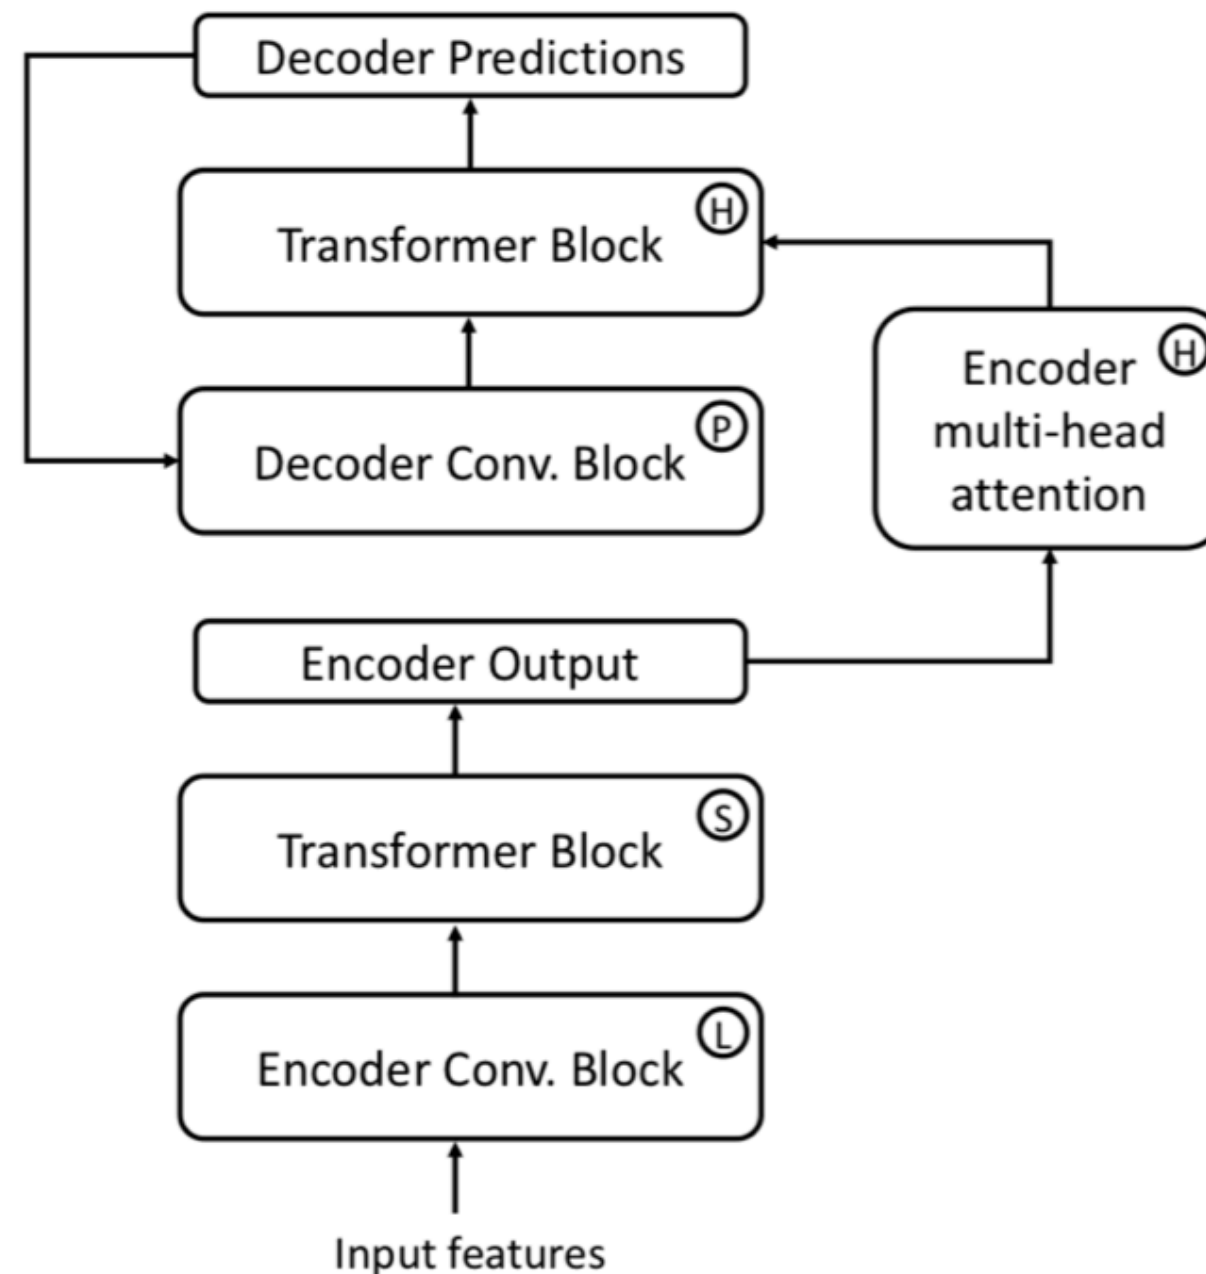 Decoder Predictions
H
Transformer Block
P
Decoder Conv. Block
H
Encoder
multi-head
attention
Encoder Output
S
Transformer Block
L
Encoder Conv. Block
Input features